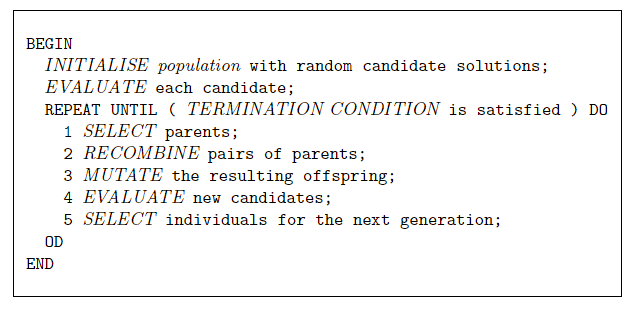 BEGIN
INITIALISE population with random candidate solutions;
EVALUATE each candidate;
REPEAT UNTIL ( TERMINATION CONDITION is satisfied ) DO
1 SELECT parents;
2 RECOMBINE pairs of parents;
3 MUTATE the resulting offspring;
4 EVALUATE new candidates;
5 SELECT individuals for the next generation;
OD
END